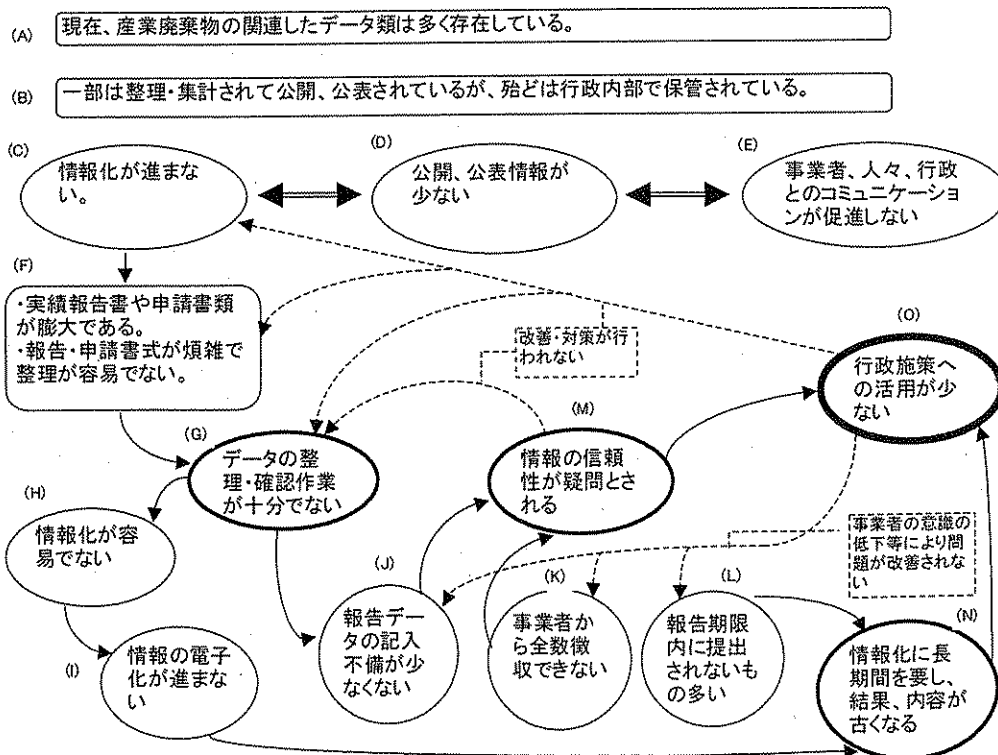 (A)
現在、産業廃棄物の関連したデータ類は多く存在している。
(B)
一部は整理・集計されて公開、公表されているが、殆どは行政内部で保管されている。
(C)
情報化が進まな
い。
(D)
公開、公表情報が
少ない
(E)
事業者、人々、行政
とのコミュニケーショ
ンが促進しない
(F)
・実績報告書や申請書類
が膨大である。
・報告・申請書式が煩雑で
整理が容易でない。
改善・対策が行
われない
(O)
行政施策へ
の活用が少
ない
(G)
データの整
理・確認作業
が十分でない
(M)
情報の信頼
性が疑問とさ
れる
(H)
情報化が容
易でない
事業者の意識の
低下等により問
題が改善されな
い
(J)
報告データ
の記入
不備が少
なくない
(K)
事業者か
ら全数徴
収できない
(L)
報告期限
内に提出
されないも
の多い
(N)
情報化に長
期間を要し、
結果、内容が
古くなる
(I)
情報の電子
化が進まな
い